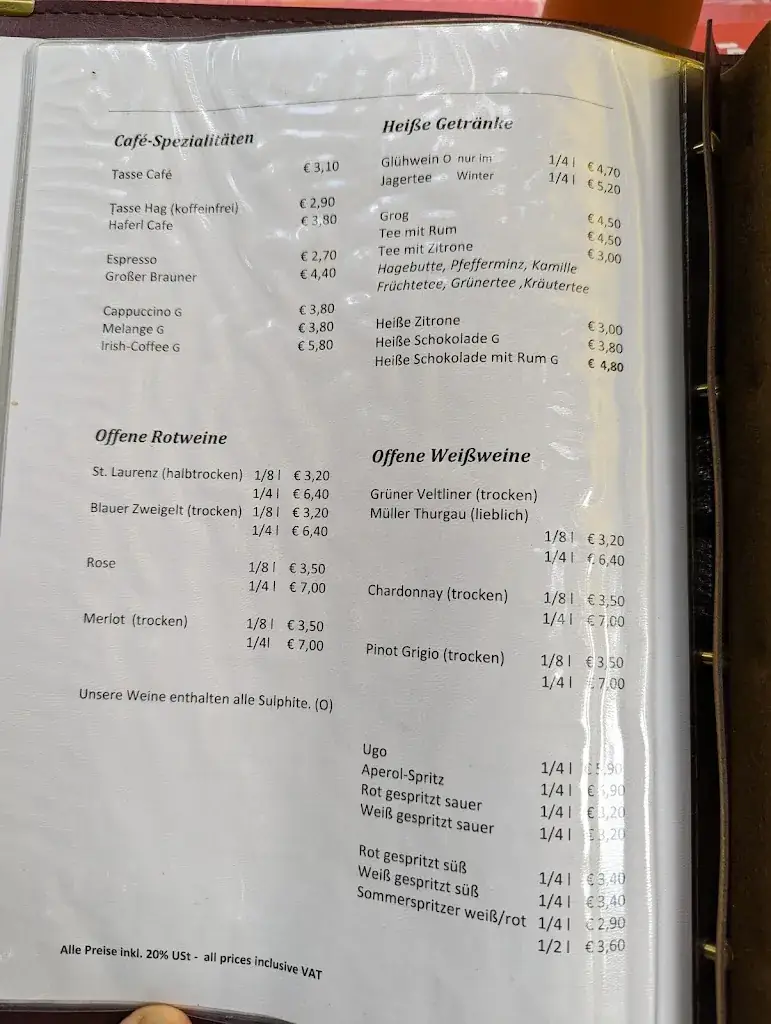 Café-Spezialitäten
Tasse Café € 3,10
Tasse Hag (koffeinfrei) € 2,90
Haferl Cafe € 3,80
Espresso € 2,70
Großer Brauner € 4,40
Cappuccino G € 3,80
Melange G € 3,80
Irish-Coffee G € 5,80
Heiße Getränke
Glühwein O nur im 1/4 l € 4,70
Jagertee Winter 1/4 l € 5,20
Grog € 4,50
Tee mit Rum € 4,50
Tee mit Zitrone € 3,00
Hagebutte, Pfefferminz, Kamille
Früchtetee, Grünertee ,Kräutertee
Heiße Zitrone € 3,00
Heiße Schokolade G € 3,80
Heiße Schokolade mit Rum G € 4,80
Offene Rotweine
St. Laurenz (halbtrocken) 1/8 l € 3,20
1/4 l € 6,40
Blauer Zweigelt (trocken) 1/8 l € 3,20
1/4 l € 6,40
Rose 1/8 l € 3,50
1/4 l € 7,00
Merlot (trocken) 1/8 l € 3,50
1/4l € 7,00
Unsere Weine enthalten alle Sulphite. (O)
Offene Weißweine
Grüner Veltliner (trocken)
Müller Thurgau (lieblich)
1/8 l € 3,20
1/4 l € 6,40
Chardonnay (trocken) 1/8 l € 3,50
1/4 l € 7,00
Pinot Grigio (trocken) 1/8 l € 3,50
1/4 l € 7,00
Ugo 1/4 l € 5,90
Aperol-Spritz 1/4 l €
Rot gespritzt sauer 1/4 l € 3,20
Weiß gespritzt sauer 1/4 l € 3,20
Rot gespritzt süß 1/4 l € 3,40
Weiß gespritzt süß 1/4 l € 3,40
Sommerspritzer weiß/rot 1/4 l € 2,90
1/2 l € 3,60
Alle Preise inkl. 20% USt - all prices inclusive VAT